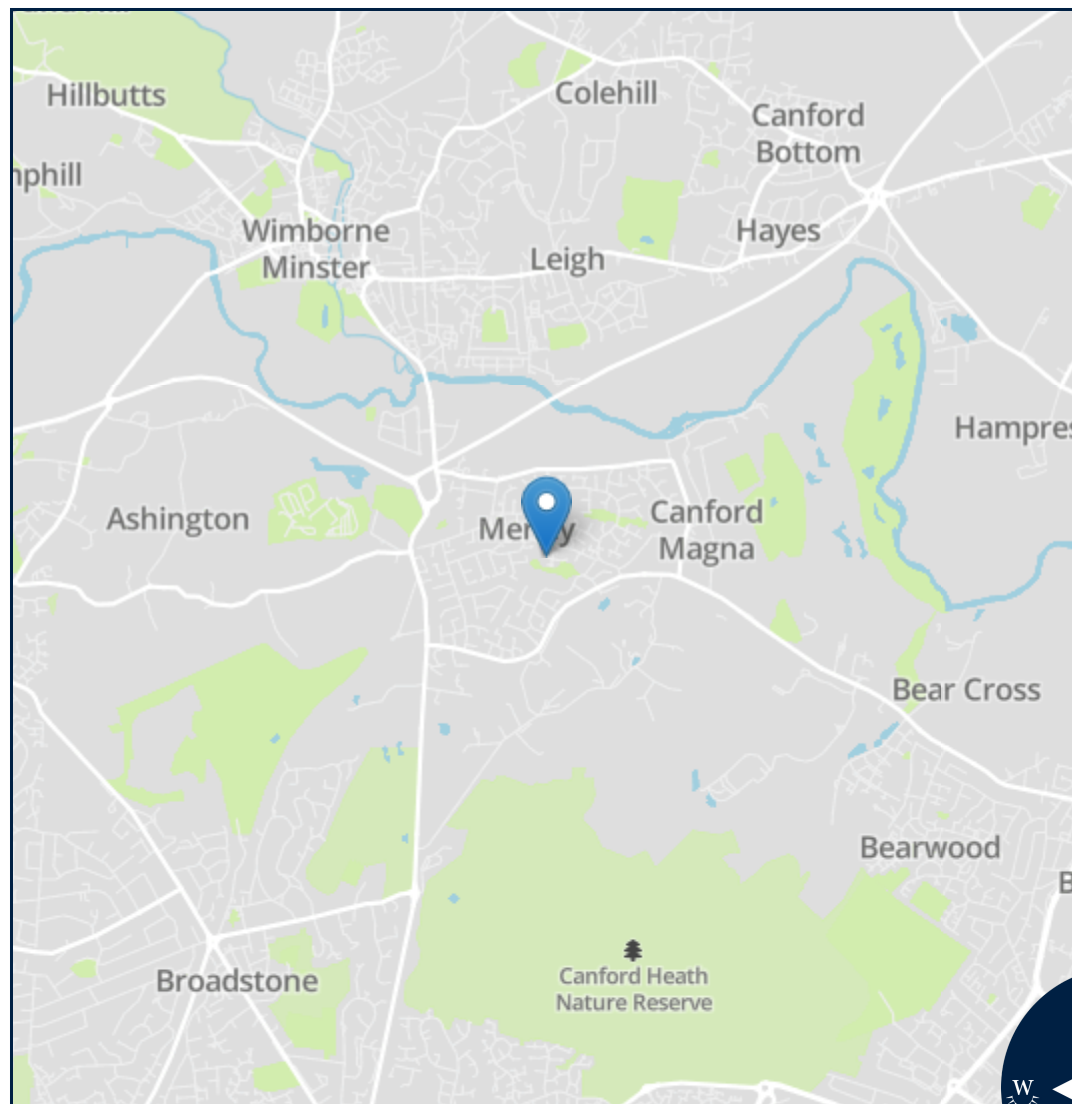 Hillbutts
Colehill
Canford
Bottom
Wimborne
Minster
Leigh
Hayes
Ashington
Canford
Magna
Bear Cross
Bearwood
Broadstone
Canford Heath
Nature Reserve
W